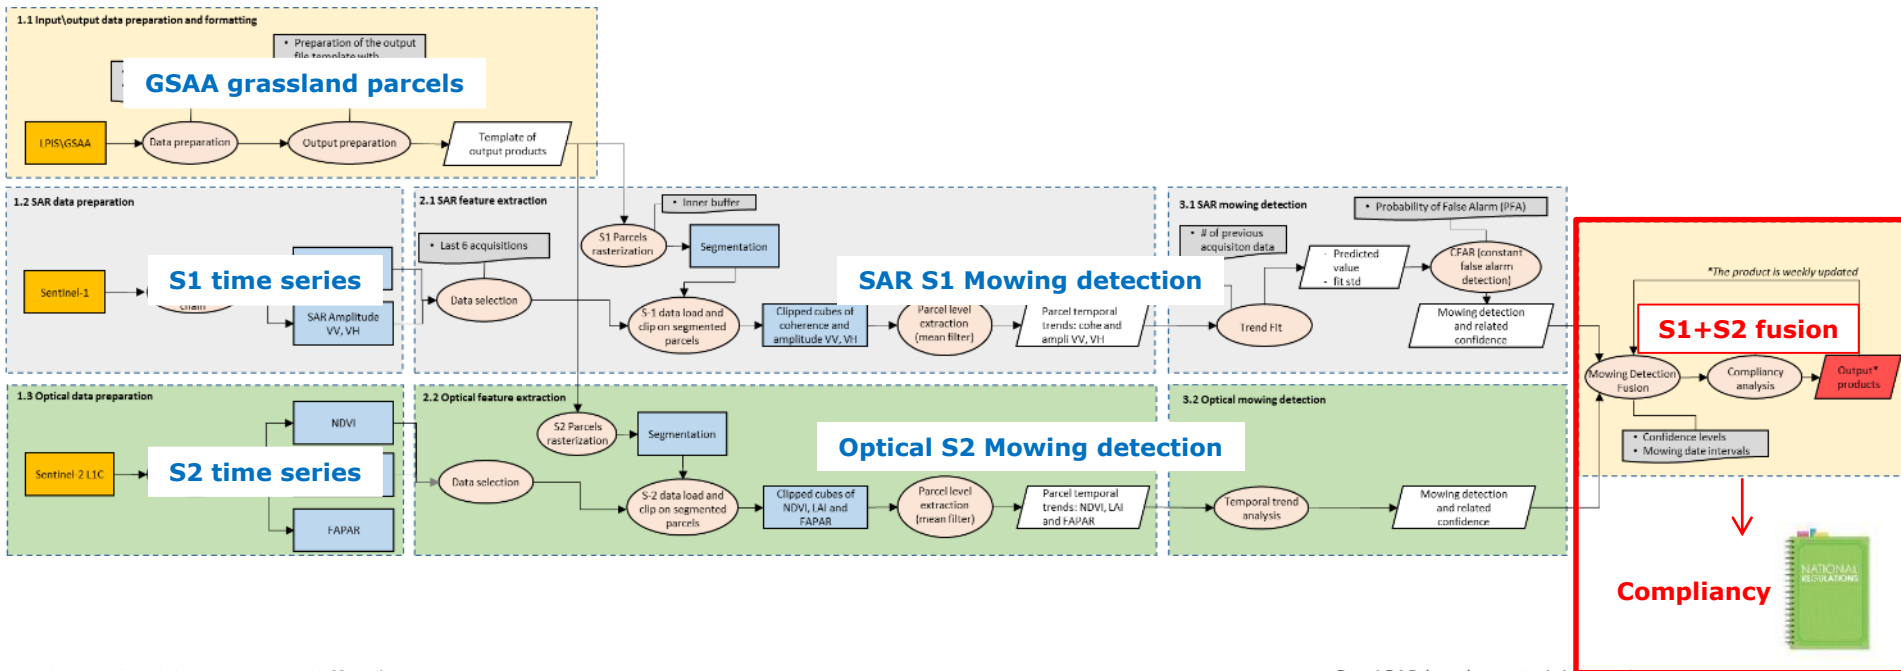 1.1 Input\output data preparation and formatting
• Preparation of the output
file template with
GSAA grassland parcels
LPIS\GSAA
Data preparation
Output preparation
Template of
output products
1.2 SAR data preparation
Sentinel-1
S1 time series
chain
SAR Amplitude
VV, VH
2.1 SAR feature extraction
• Last 6 acquisitions
Data selection
• Inner buffer
S1 Parcels
rasterization
Segmentation
SAR S1 Mowing detection
S-1 data load and
clip on segmented
parcels
Clipped cubes of
coherence and
amplitude VV, VH
Parcel level
extraction
(mean filter)
Parcel temporal
trends: cohe and
ampli VV, VH
3.1 SAR mowing detection
• # of previous
acquisiton data
• Probability of False Alarm (PFA)
Trend Fit
- Predicted
value
- fit std
CFAR (constant
false alarm
detection)
Mowing detection
and related
confidence
1.3 Optical data preparation
Sentinel-2 L1C
S2 time series
NDVI
FAPAR
2.2 Optical feature extraction
Data selection
S2 Parcels
rasterization
Segmentation
Optical S2 Mowing detection
S-2 data load and
clip on segmented
parcels
Clipped cubes of
NDVI, LAI and
FAPAR
Parcel level
extraction
(mean filter)
Parcel temporal
trends: NDVI, LAI
and FAPAR
3.2 Optical mowing detection
Temporal trend
analysis
Mowing detection
and related
confidence
*The product is weekly updated
S1+S2 fusion
Mowing Detection
Fusion
Compliancy
analysis
Output*
products
• Confidence levels
• Mowing date intervals
Compliancy
NATIONAL
REGULATIONS